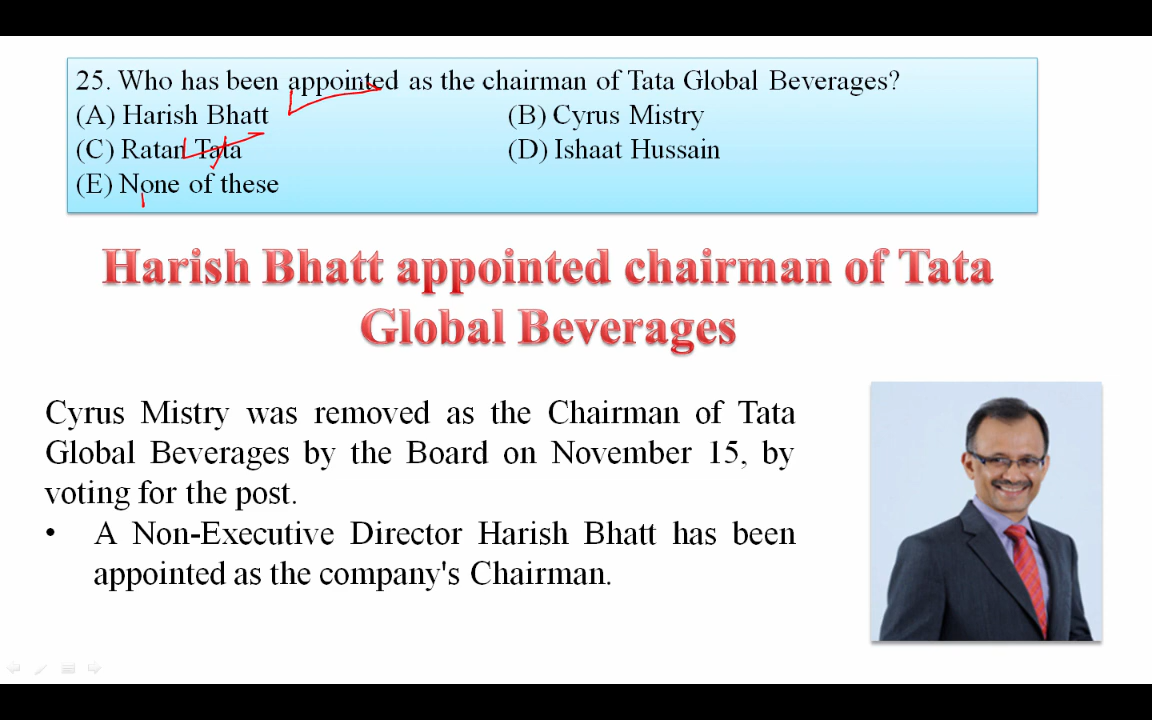 25. Who has been appointed as the chairman of Tata Global Beverages?
(A) Harish Bhatt (B) Cyrus Mistry
(C) Ratan Tata (D) Ishaat Hussain
(E) None of these
Harish Bhatt appointed chairman of Tata
Global Beverages
Cyrus Mistry was removed as the Chairman of Tata
Global Beverages by the Board on November 15, by
voting for the post.
• A Non-Executive Director Harish Bhatt has been
appointed as the company's Chairman.